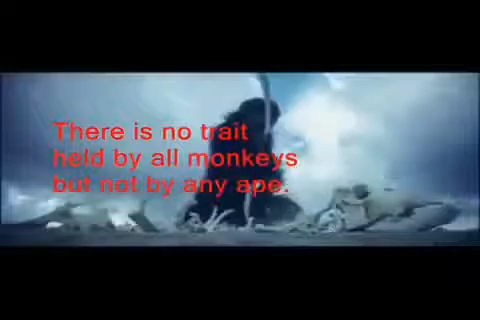 There is no trait
held by all monkeys
but not by any ape.